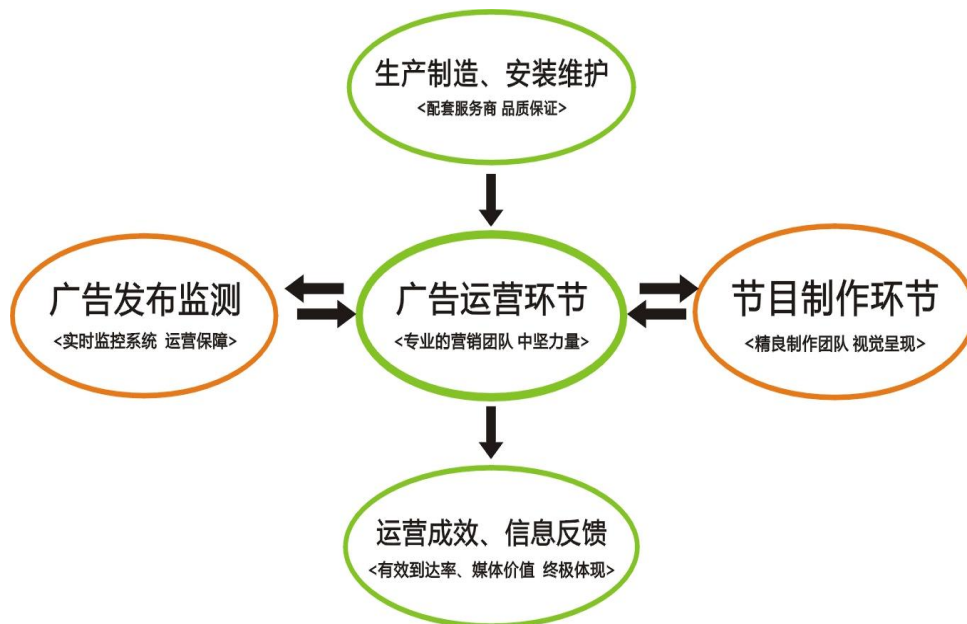 生产制造、安装维护
<配套服务商 品质保证>
广告发布监测
<实时监控系统 运营保障>
广告运营环节
<专业的营销团队 中坚力量>
节目制作环节
<精良制作团队 视觉呈现>
运营成效、信息反馈
<有效到达率、媒体价值 终极体现>